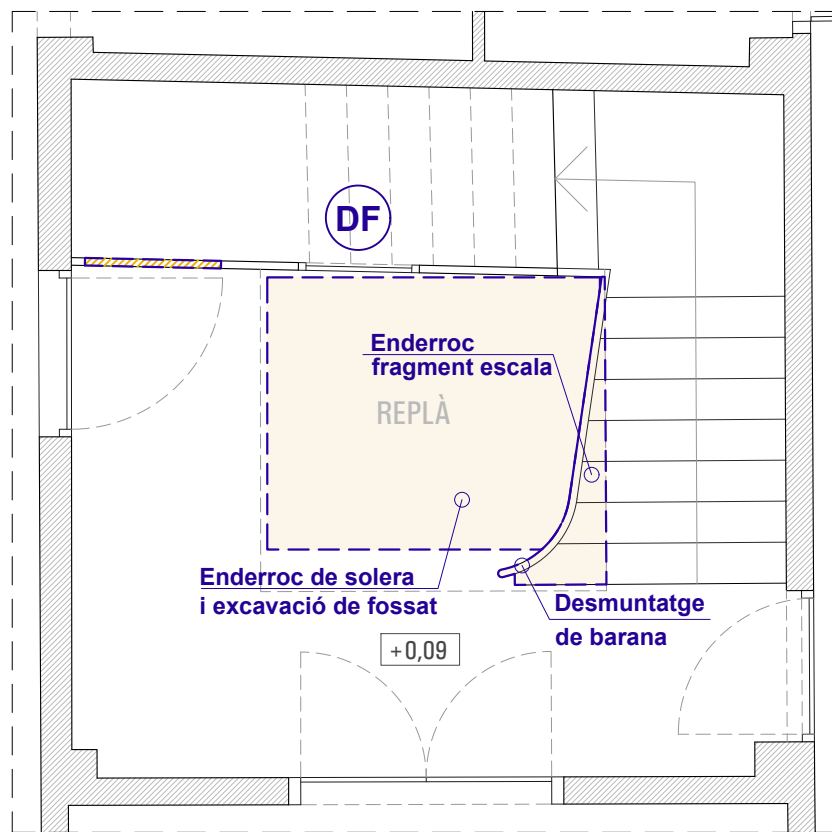 DF
Enderroc
fragment escala
REPLÀ
Enderroc de solera
i excavació de fossat
Desmuntatge
de barana
+0,09